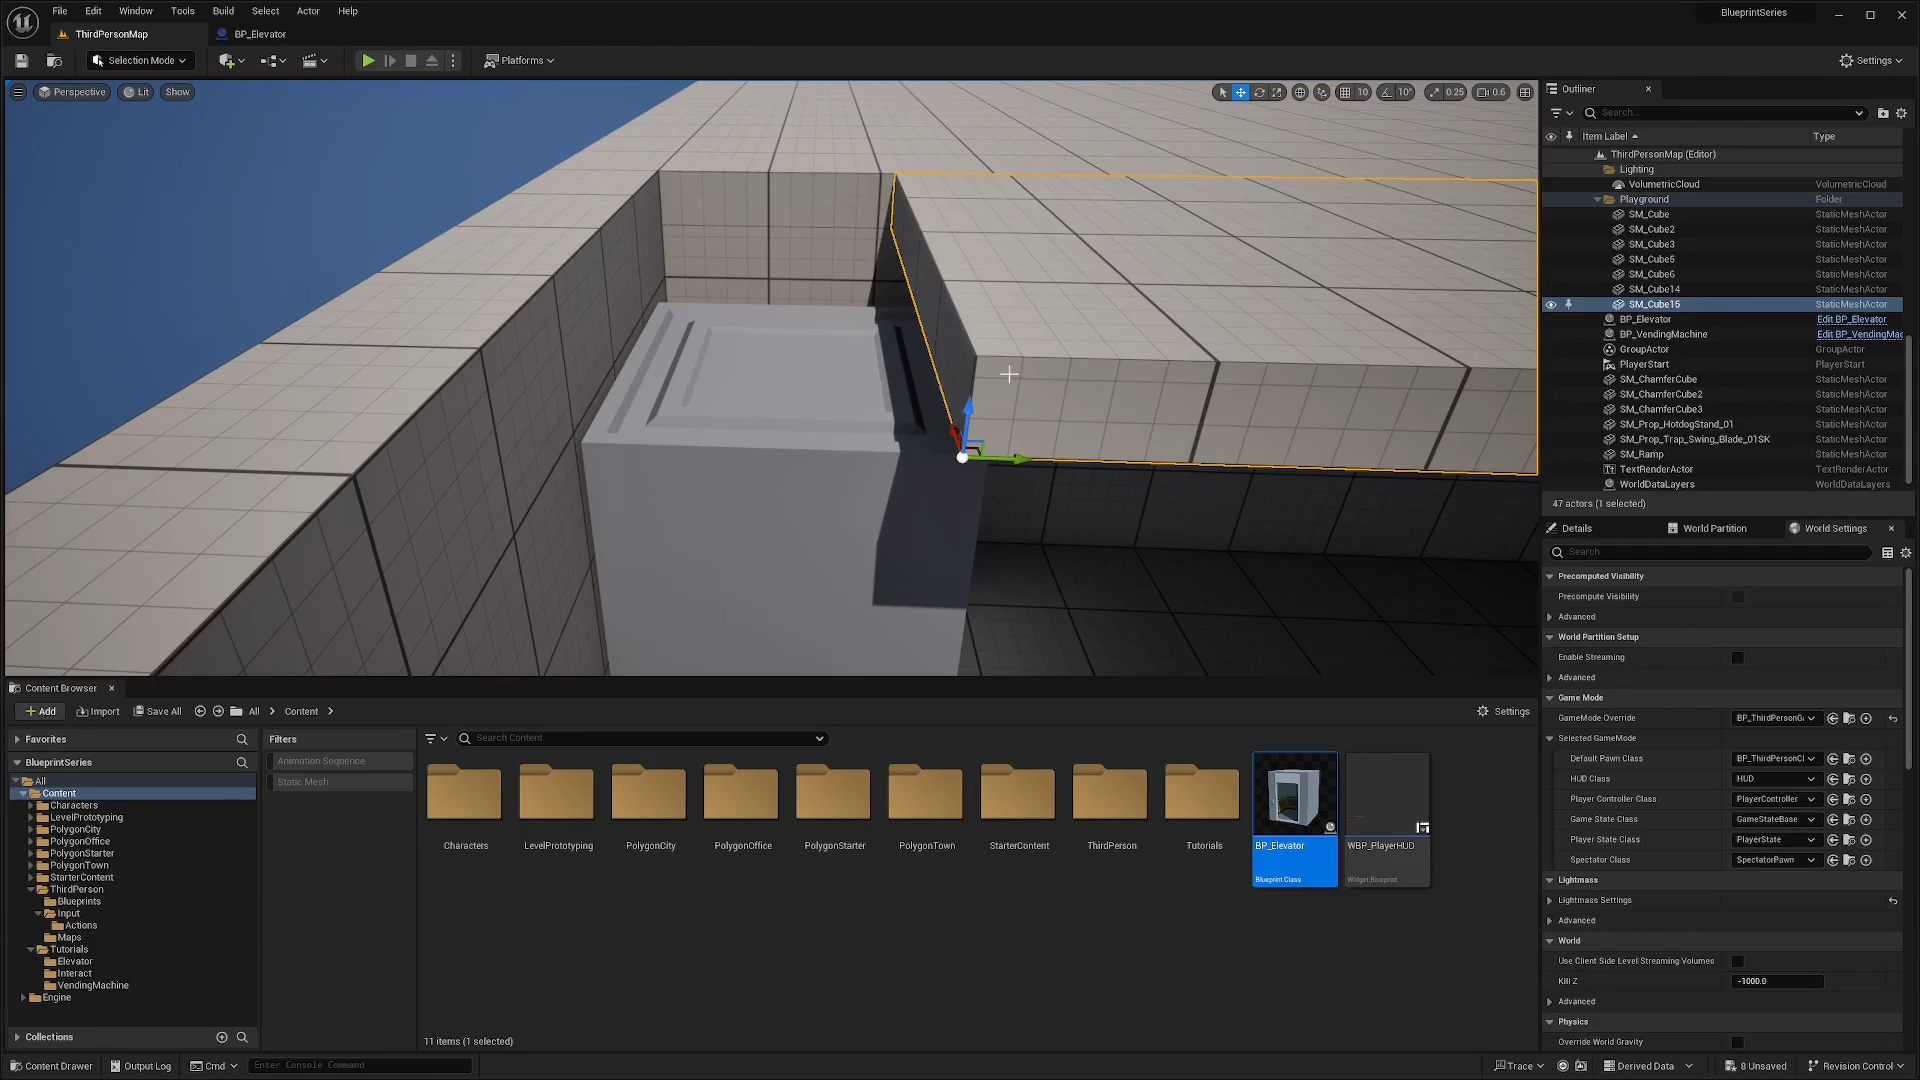 File Edit Window Tools Build Select Actor Help
BlueprintSeries
ThirdPersonMap
BP_Elevator
Selection Mode
Platforms
Settings
Perspective Lit Show
10 10° 0.25 0.6
Outliner
Search...
Item Label Type
ThirdPersonMap (Editor)
Lighting
VolumetricCloud VolumetricCloud
Playground Folder
SM_Cube StaticMeshActor
SM_Cube2 StaticMeshActor
SM_Cube3 StaticMeshActor
SM_Cube5 StaticMeshActor
SM_Cube6 StaticMeshActor
SM_Cube14 StaticMeshActor
SM_Cube15 StaticMeshActor
BP_Elevator Edit BP_Elevator
BP_VendingMachine Edit BP_VendingMac
GroupActor GroupActor
PlayerStart PlayerStart
SM_ChamferCube StaticMeshActor
SM_ChamferCube2 StaticMeshActor
SM_ChamferCube3 StaticMeshActor
SM_Prop_HotdogStand_01 StaticMeshActor
SM_Prop_Trap_Swing_Blade_01SK StaticMeshActor
SM_Ramp StaticMeshActor
TextRenderActor TextRenderActor
WorldDataLayers WorldDataLayers
47 actors (1 selected)
Details World Partition World Settings
Search
Precomputed Visibility
Precompute Visibility
Advanced
World Partition Setup
Enable Streaming
Advanced
Game Mode
GameMode Override BP_ThirdPersonG
Selected GameMode
Default Pawn Class BP_ThirdPersonCl
HUD Class HUD
Player Controller Class PlayerController
Game State Class GameStateBase
Player State Class PlayerState
Spectator Class SpectatorPawn
Lightmass
Lightmass Settings
Advanced
World
Use Client Side Level Streaming Volumes
Kill Z -1000.0
Advanced
Physics
Override World Gravity
Content Browser
Add Import Save All All Content
Settings
Favorites
BlueprintSeries
All
Content
Characters
LevelPrototyping
PolygonCity
PolygonOffice
PolygonStarter
PolygonTown
StarterContent
ThirdPerson
Blueprints
Input
Actions
Maps
Tutorials
Elevator
Interact
VendingMachine
Engine
Collections
Filters
Animation Sequence
Static Mesh
Search Content
Characters LevelPrototyping PolygonCity PolygonOffice PolygonStarter PolygonTown StarterContent ThirdPerson Tutorials BP_Elevator WBP_PlayerHUD
Blueprint Class Widget Blueprint
11 items (1 selected)
Content Drawer Output Log Cmd Enter Console Command
Trace Derived Data 8 Unsaved Revision Control